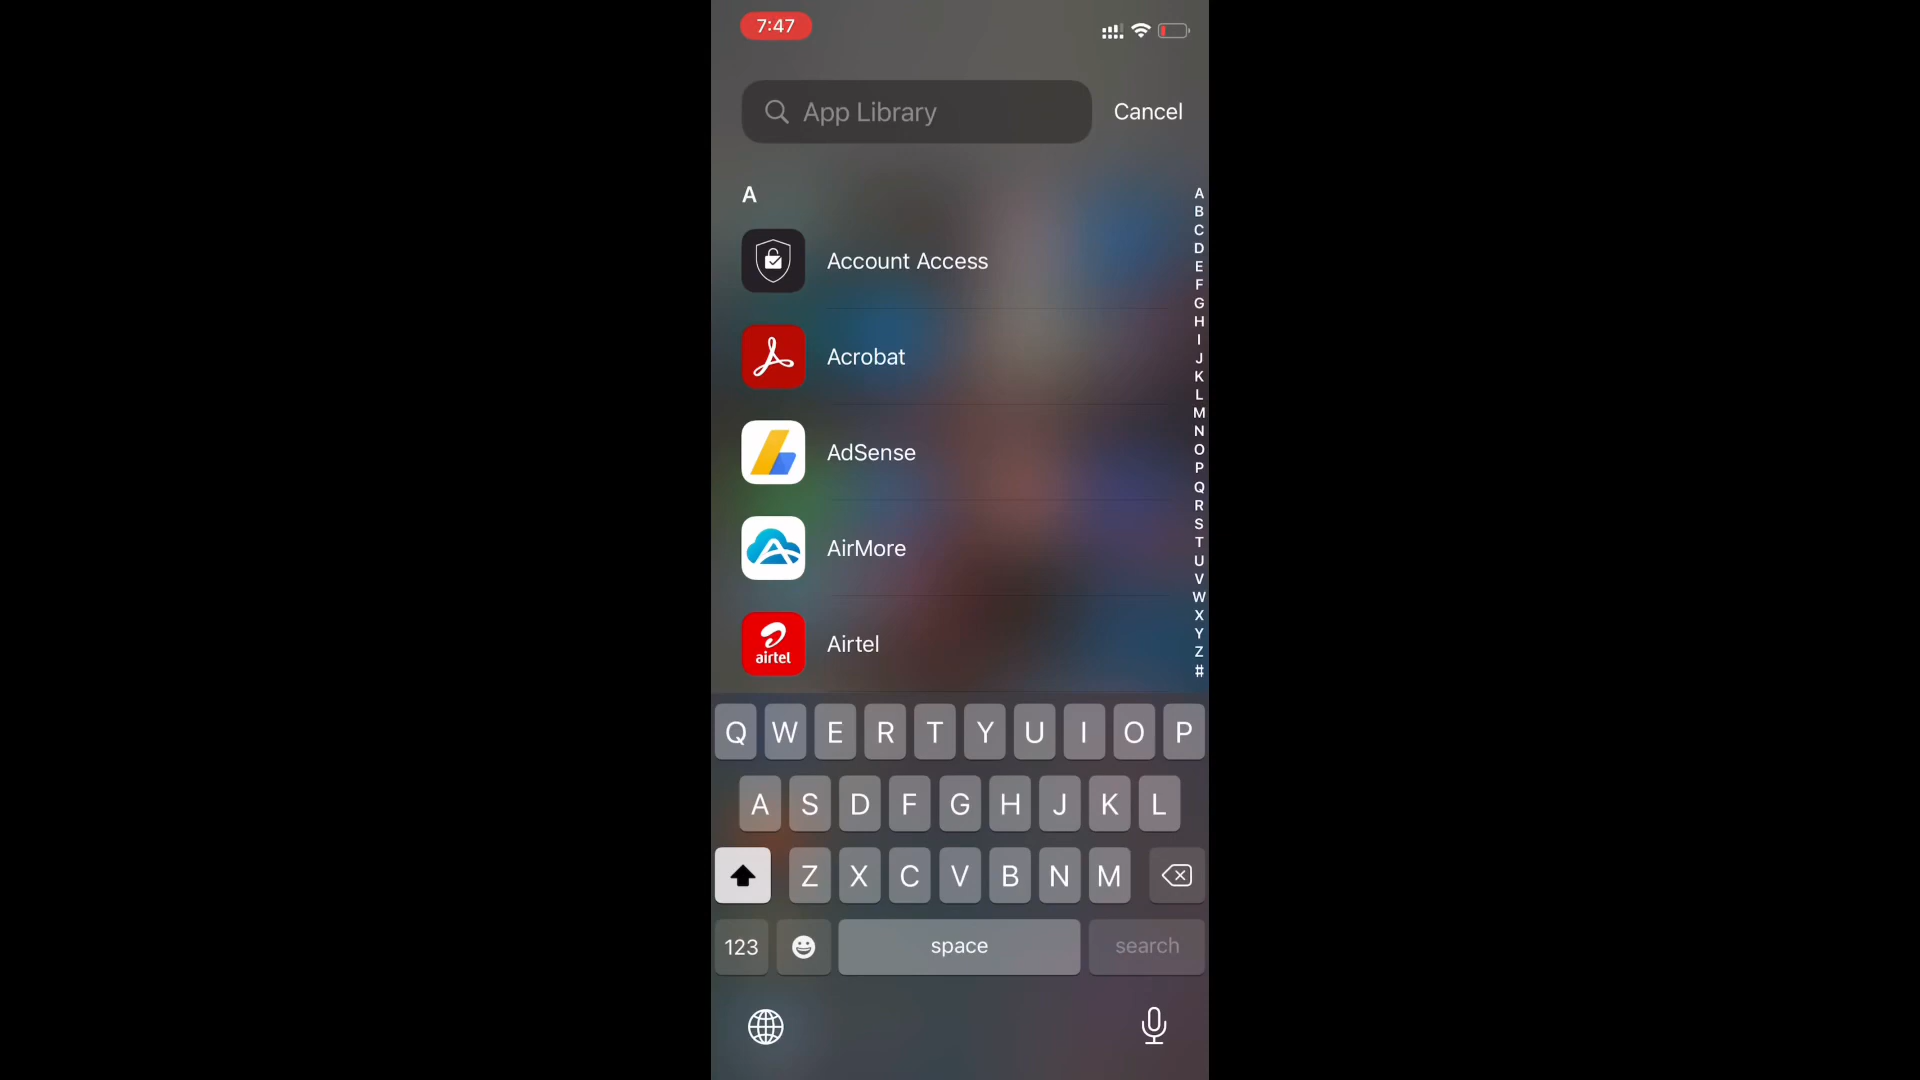 7:47
App Library
Cancel
A
Account Access
Acrobat
AdSense
AirMore
airtel
Airtel
A
B
C
D
E
F
G
H
I
J
K
L
M
N
O
P
Q
R
S
T
U
V
W
X
Y
Z
#
Q W E R T Y U I O P
A S D F G H J K L
Z X C V B N M
123 space search